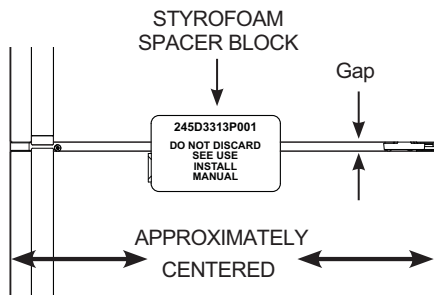 STYROFOAM
SPACER BLOCK
Gap
245D3313P001
DO NOT DISCARD
SEE USE
INSTALL
MANUAL
APPROXIMATELY
CENTERED